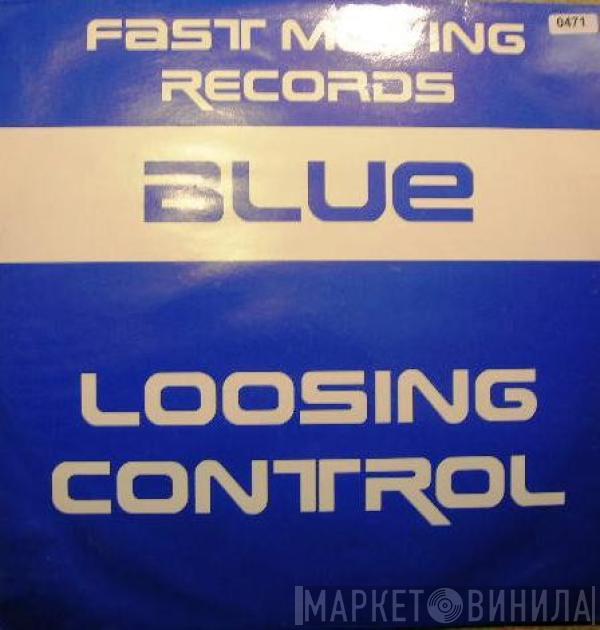 FAST MOVING
0471
RECORDS
BLUE
LOOSING
CONTROL
МАРКЕТ ВИНИЛА